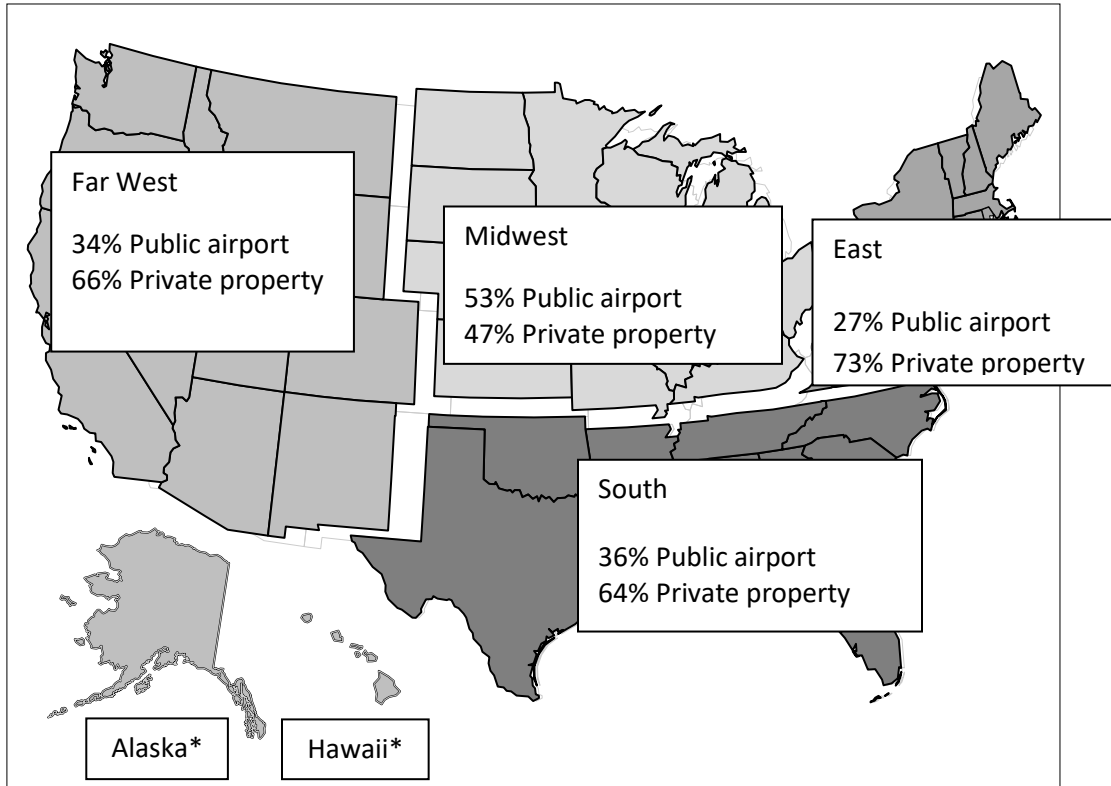 Far West
34% Public airport
66% Private property
Midwest
53% Public airport
47% Private property
East
27% Public airport
73% Private property
South
36% Public airport
64% Private property
Alaska*
Hawaii*